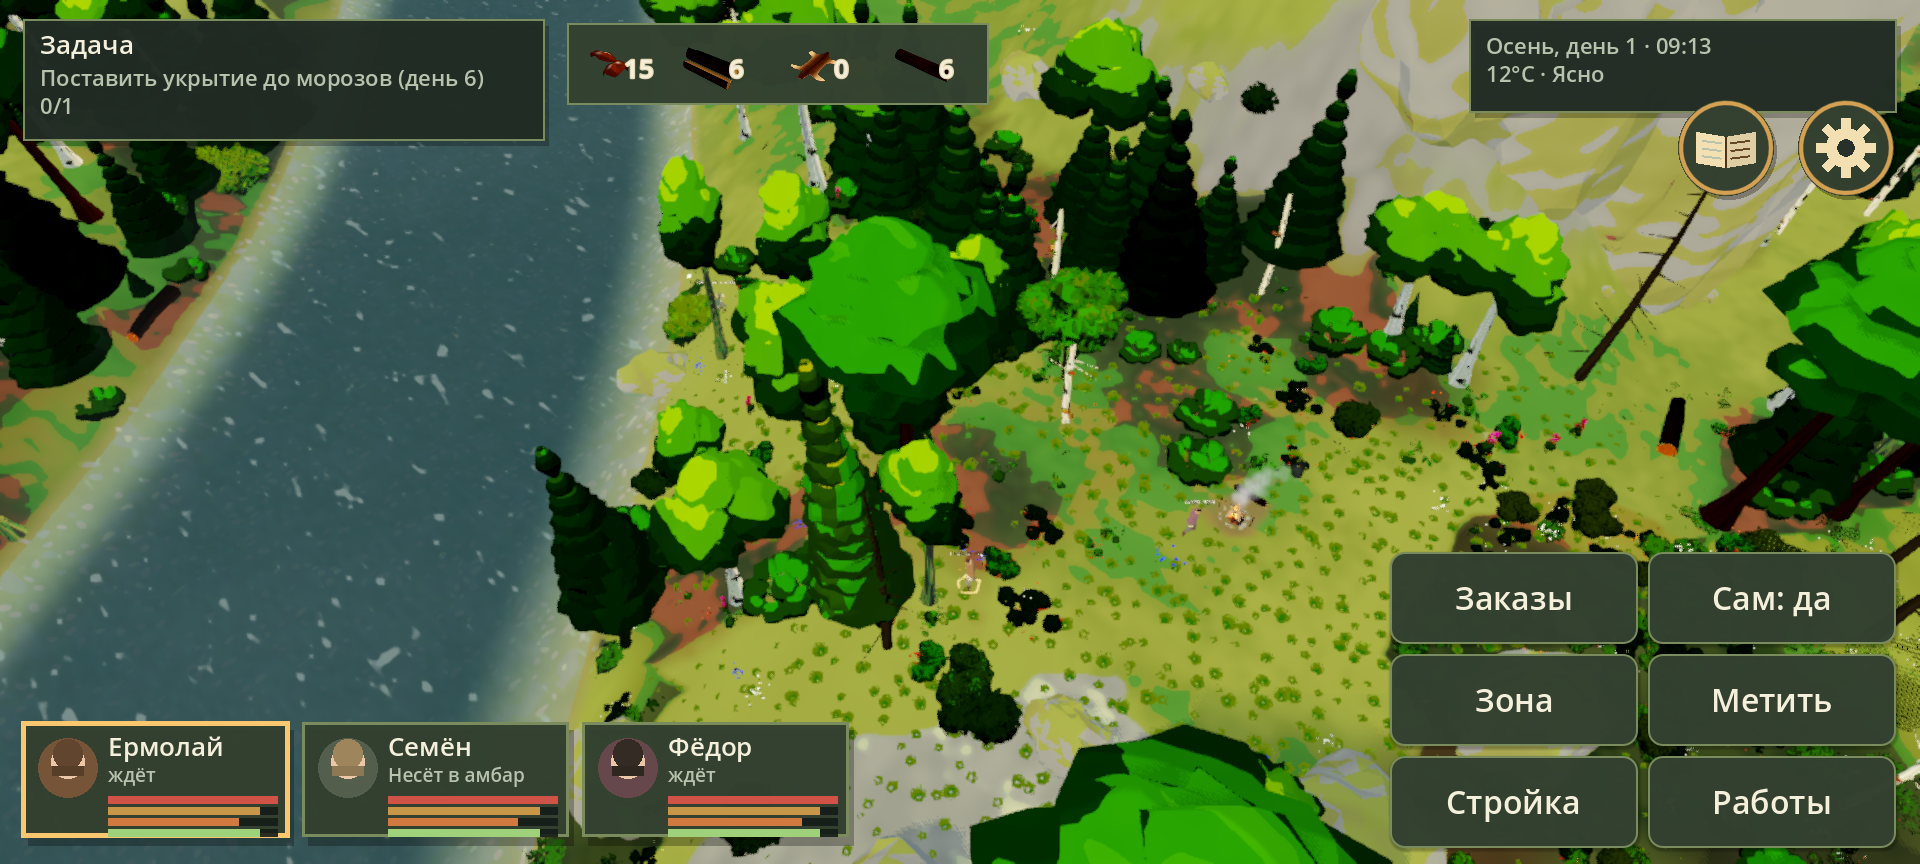 Задача
Поставить укрытие до морозов (день 6)
0/1
15
6
0
6
Осень, день 1 · 09:13
12°C · Ясно
Заказы
Сам: да
Зона
Метить
Стройка
Работы
Ермолай
ждёт
Семён
Несёт в амбар
Фёдор
ждёт